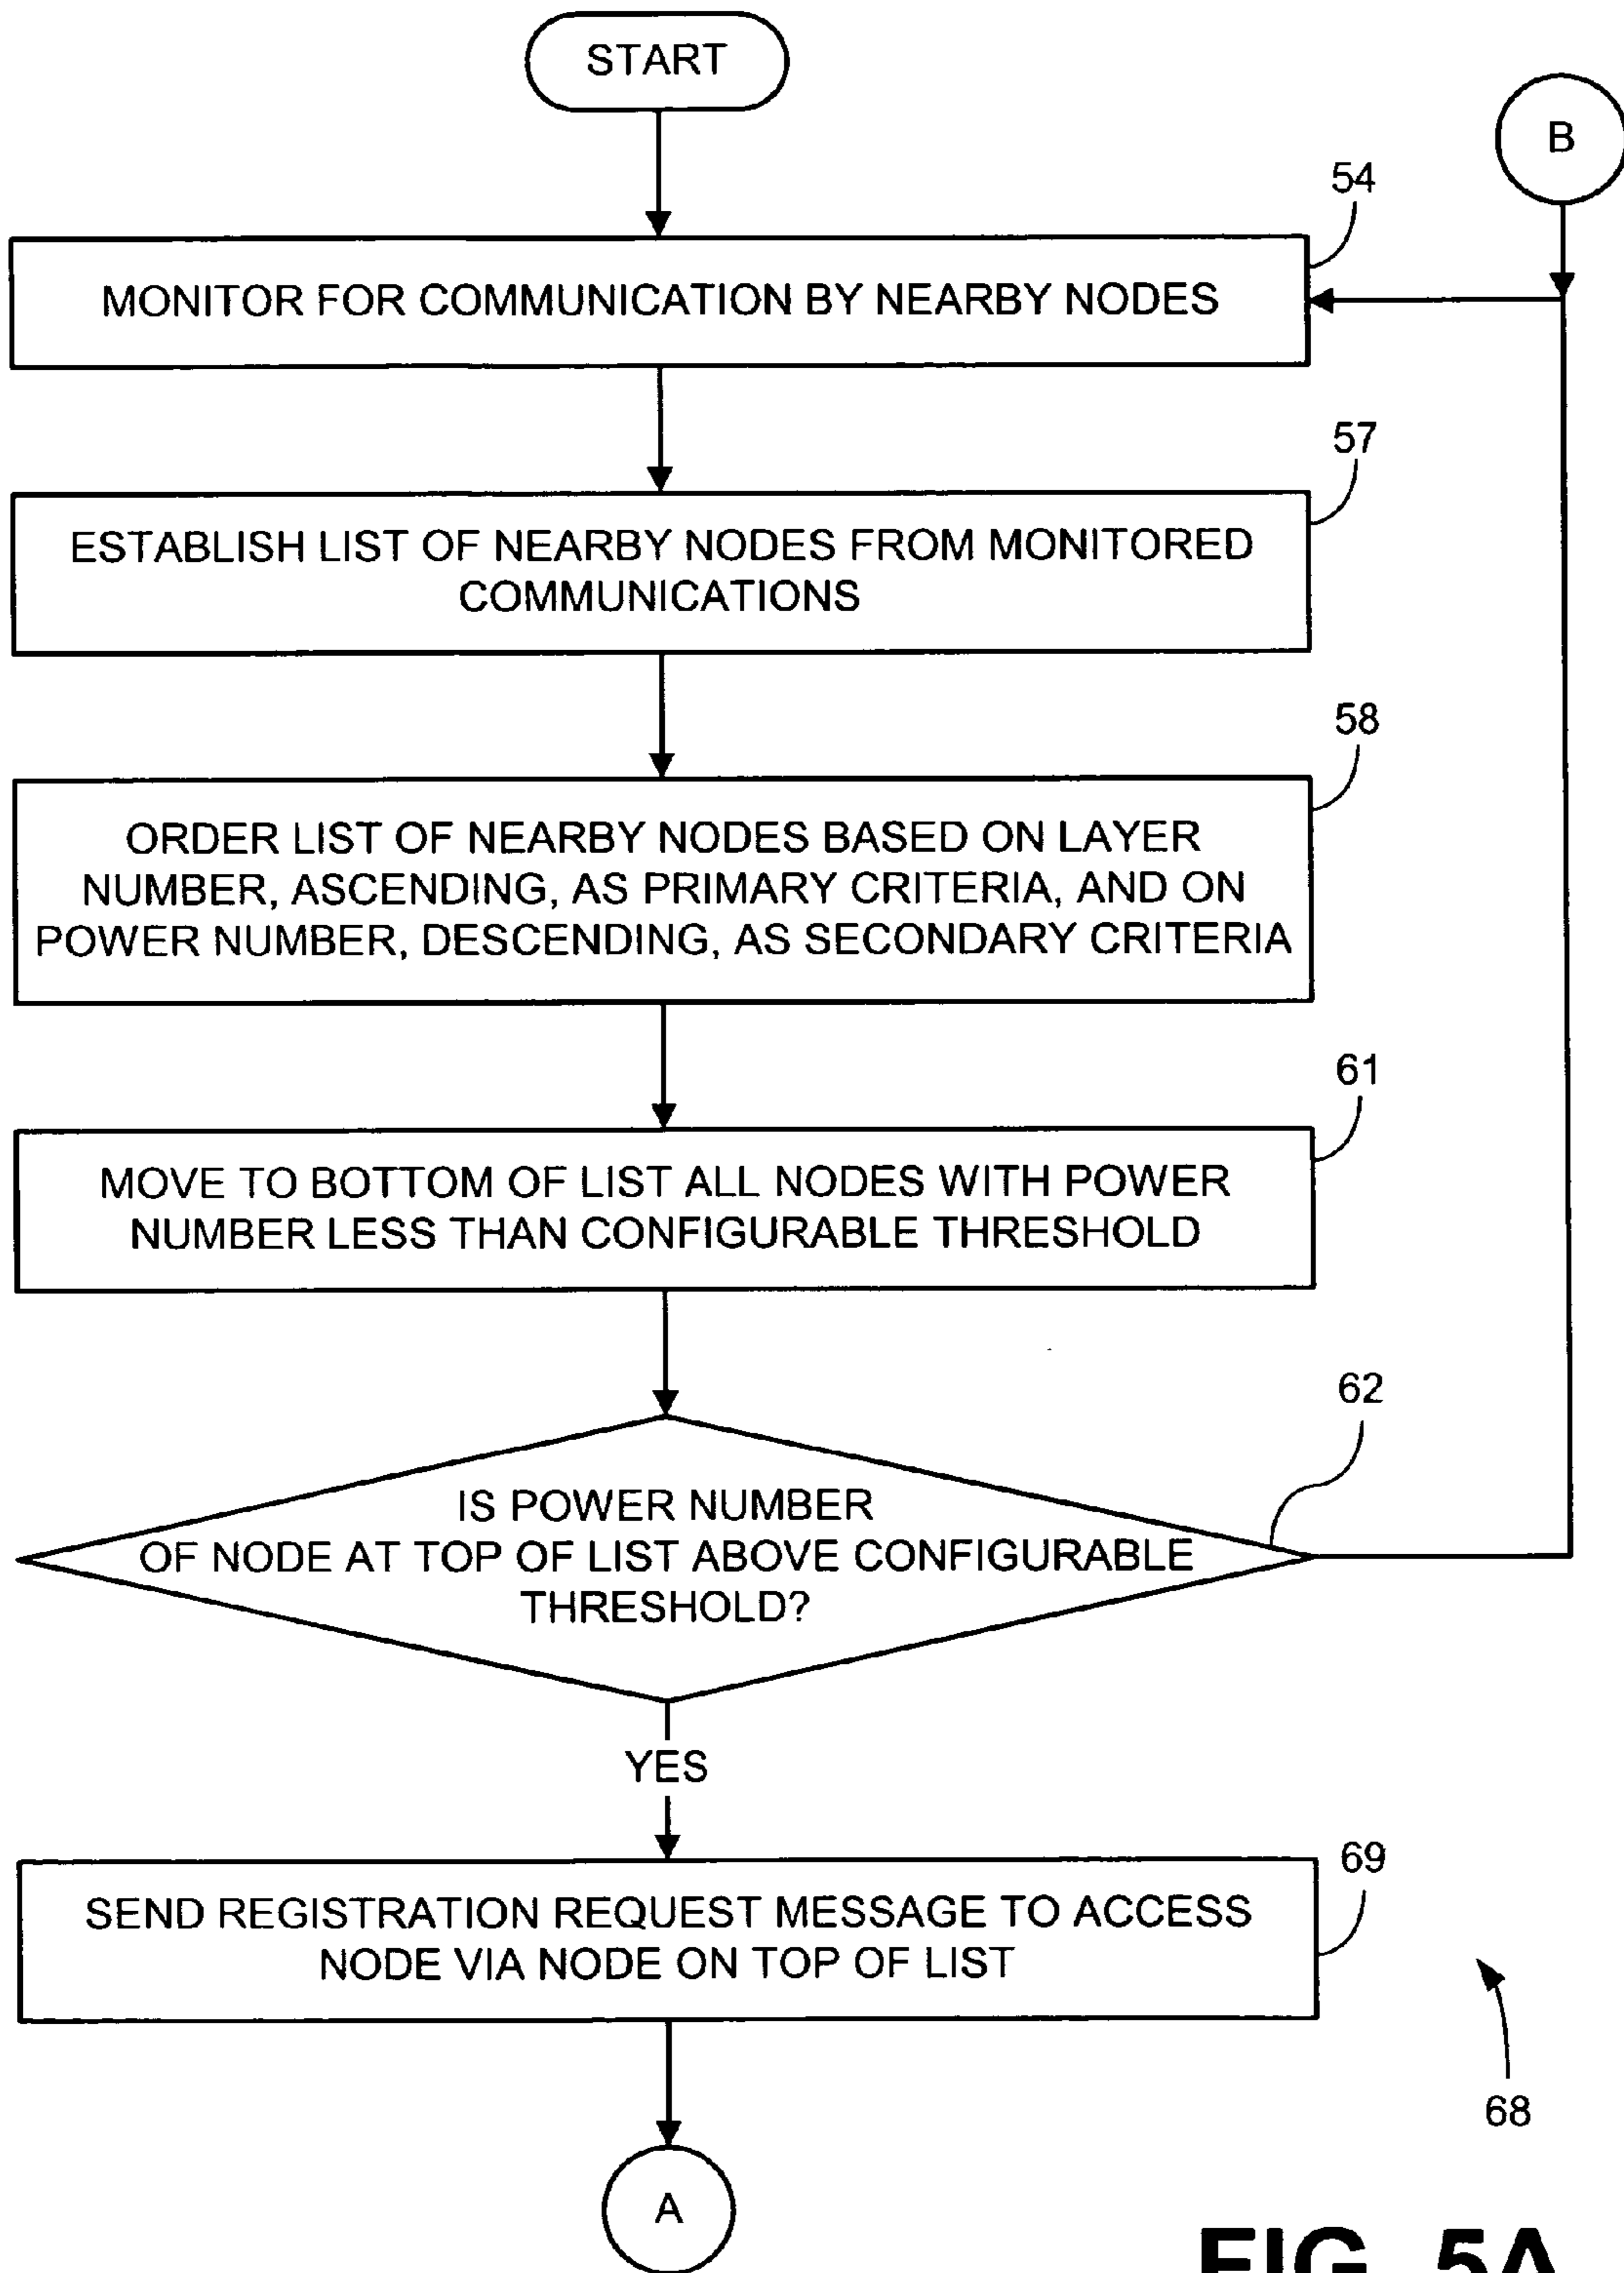 START
B
54
MONITOR FOR COMMUNICATION BY NEARBY NODES
57
ESTABLISH LIST OF NEARBY NODES FROM MONITORED
COMMUNICATIONS
58
ORDER LIST OF NEARBY NODES BASED ON LAYER
NUMBER, ASCENDING, AS PRIMARY CRITERIA, AND ON
POWER NUMBER, DESCENDING, AS SECONDARY CRITERIA
61
MOVE TO BOTTOM OF LIST ALL NODES WITH POWER
NUMBER LESS THAN CONFIGURABLE THRESHOLD
62
IS POWER NUMBER
OF NODE AT TOP OF LIST ABOVE CONFIGURABLE
THRESHOLD?
YES
69
SEND REGISTRATION REQUEST MESSAGE TO ACCESS
NODE VIA NODE ON TOP OF LIST
68
A
FIG. 5A